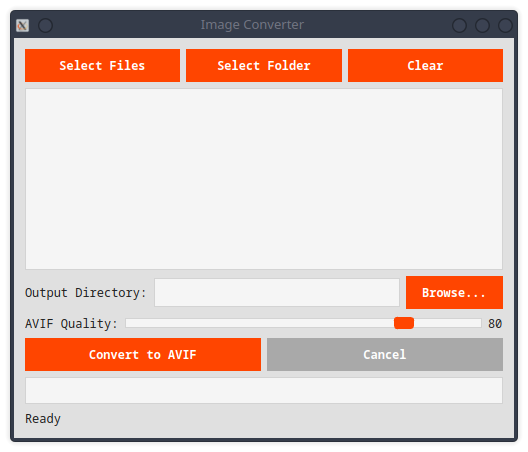 Image Converter
Select Files Select Folder Clear
Output Directory: Browse...
AVIF Quality: 80
Convert to AVIF Cancel
Ready